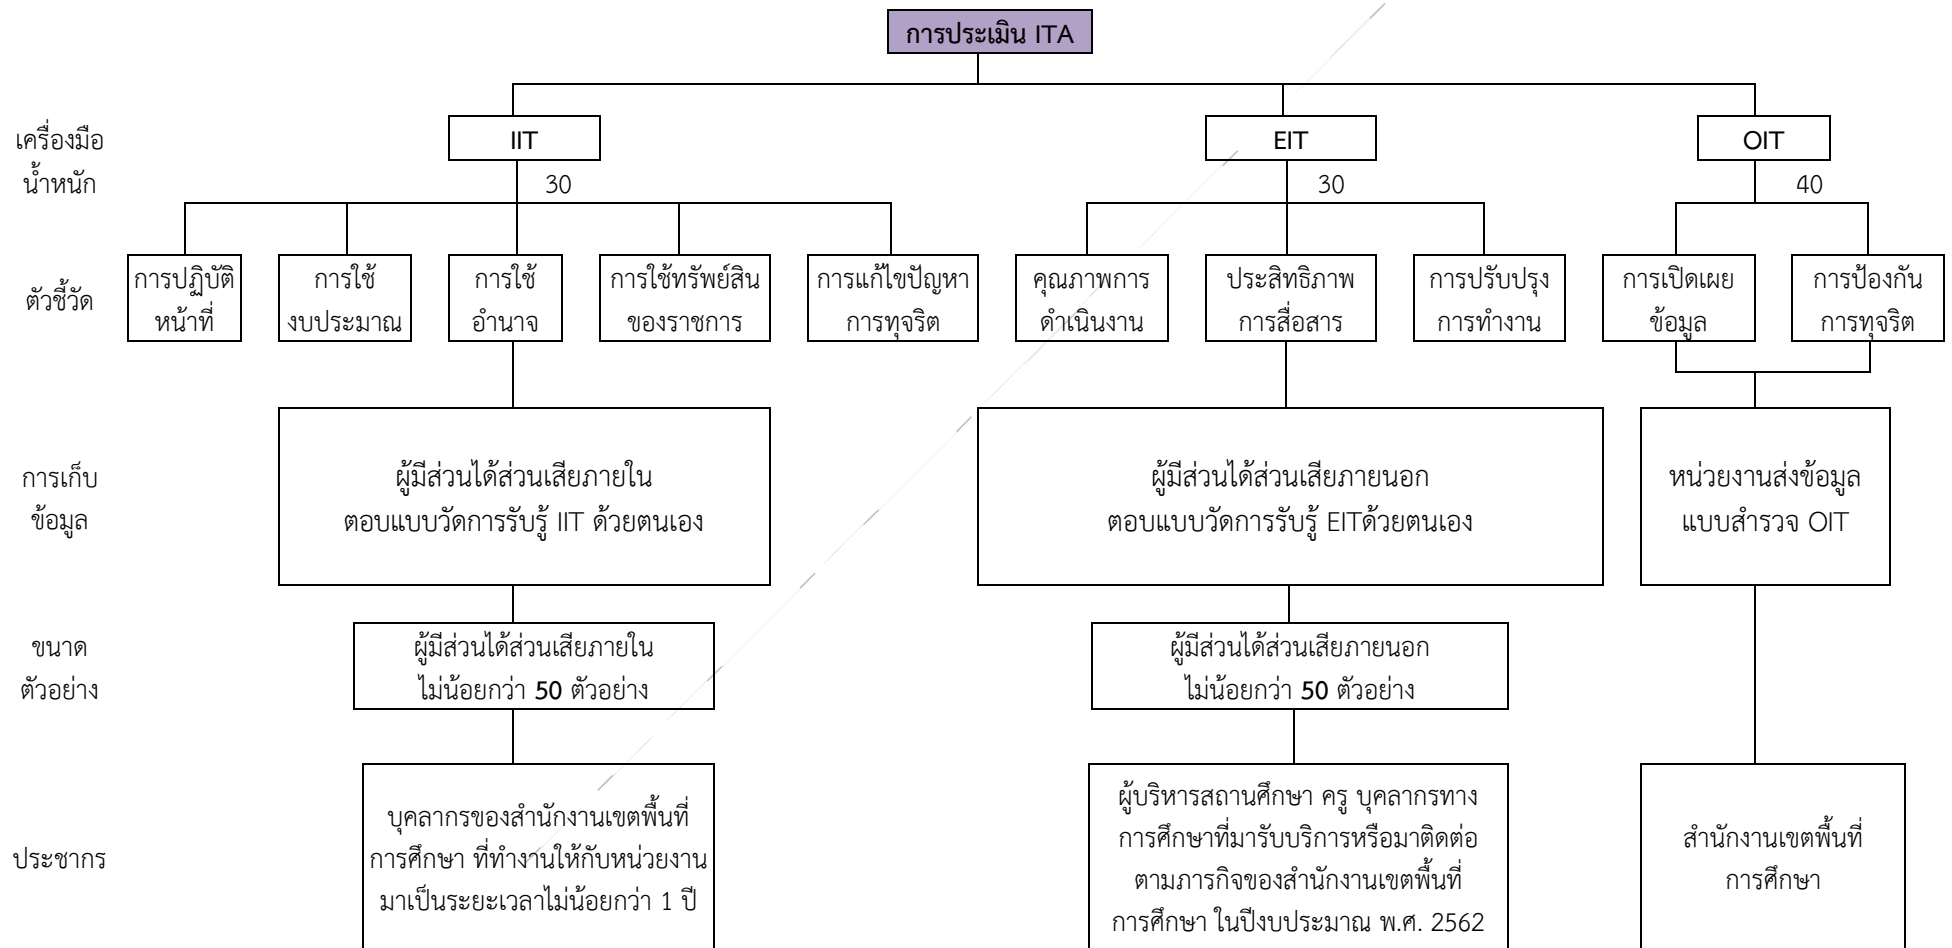 การประเมิน ITA
เครื่องมือ
IIT
EIT
OIT
น้ำหนัก
30
30
40
ตัวชี้วัด
การปฏิบัติ
หน้าที่
การใช้
งบประมาณ
การใช้
อำนาจ
การใช้ทรัพย์สิน
ของราชการ
การแก้ไขปัญหา
การทุจริต
คุณภาพการ
ดำเนินงาน
ประสิทธิภาพ
การสื่อสาร
การปรับปรุง
การทำงาน
การเปิดเผย
ข้อมูล
การป้องกัน
การทุจริต
การเก็บ
ข้อมูล
ผู้มีส่วนได้ส่วนเสียภายใน
ตอบแบบวัดการรับรู้ IIT ด้วยตนเอง
ผู้มีส่วนได้ส่วนเสียภายนอก
ตอบแบบวัดการรับรู้ EITด้วยตนเอง
หน่วยงานส่งข้อมูล
แบบสำรวจ OIT
ขนาด
ตัวอย่าง
ผู้มีส่วนได้ส่วนเสียภายใน
ไม่น้อยกว่า 50 ตัวอย่าง
ผู้มีส่วนได้ส่วนเสียภายนอก
ไม่น้อยกว่า 50 ตัวอย่าง
ประชากร
บุคลากรของสำนักงานเขตพื้นที่
การศึกษา ที่ทำงานให้กับหน่วยงาน
มาเป็นระยะเวลาไม่น้อยกว่า 1 ปี
ผู้บริหารสถานศึกษา ครู บุคลากรทาง
การศึกษาที่มารับบริการหรือมาติดต่อ
ตามภารกิจของสำนักงานเขตพื้นที่
การศึกษา ในปีงบประมาณ พ.ศ. 2562
สำนักงานเขตพื้นที่
การศึกษา